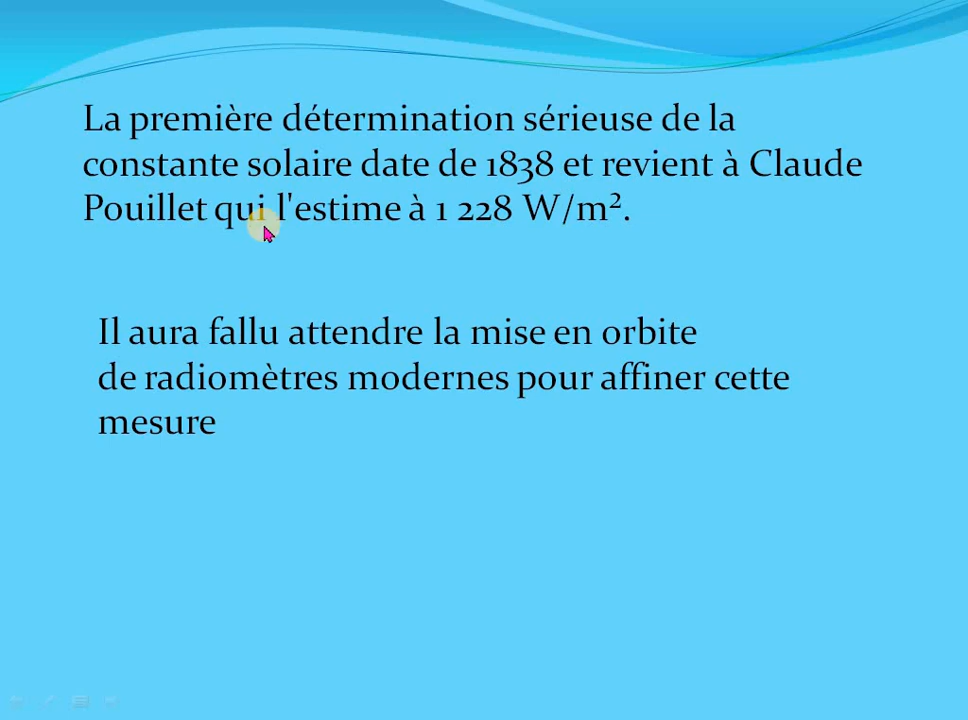 La première détermination sérieuse de la
constante solaire date de 1838 et revient à Claude
Pouillet qui l'estime à 1 228 W/m².
Il aura fallu attendre la mise en orbite
de radiomètres modernes pour affiner cette
mesure